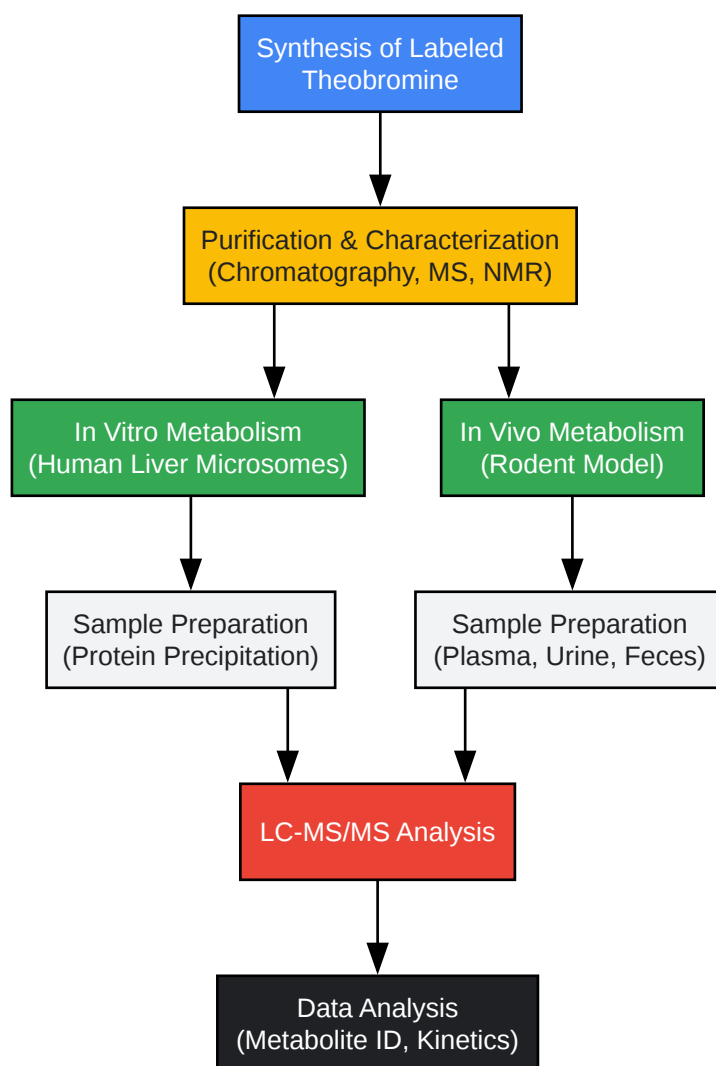 Synthesis of Labeled
Theobromine
Purification & Characterization
(Chromatography, MS, NMR)
In Vitro Metabolism
(Human Liver Microsomes)
In Vivo Metabolism
(Rodent Model)
Sample Preparation
(Protein Precipitation)
Sample Preparation
(Plasma, Urine, Feces)
LC-MS/MS Analysis
Data Analysis
(Metabolite ID, Kinetics)